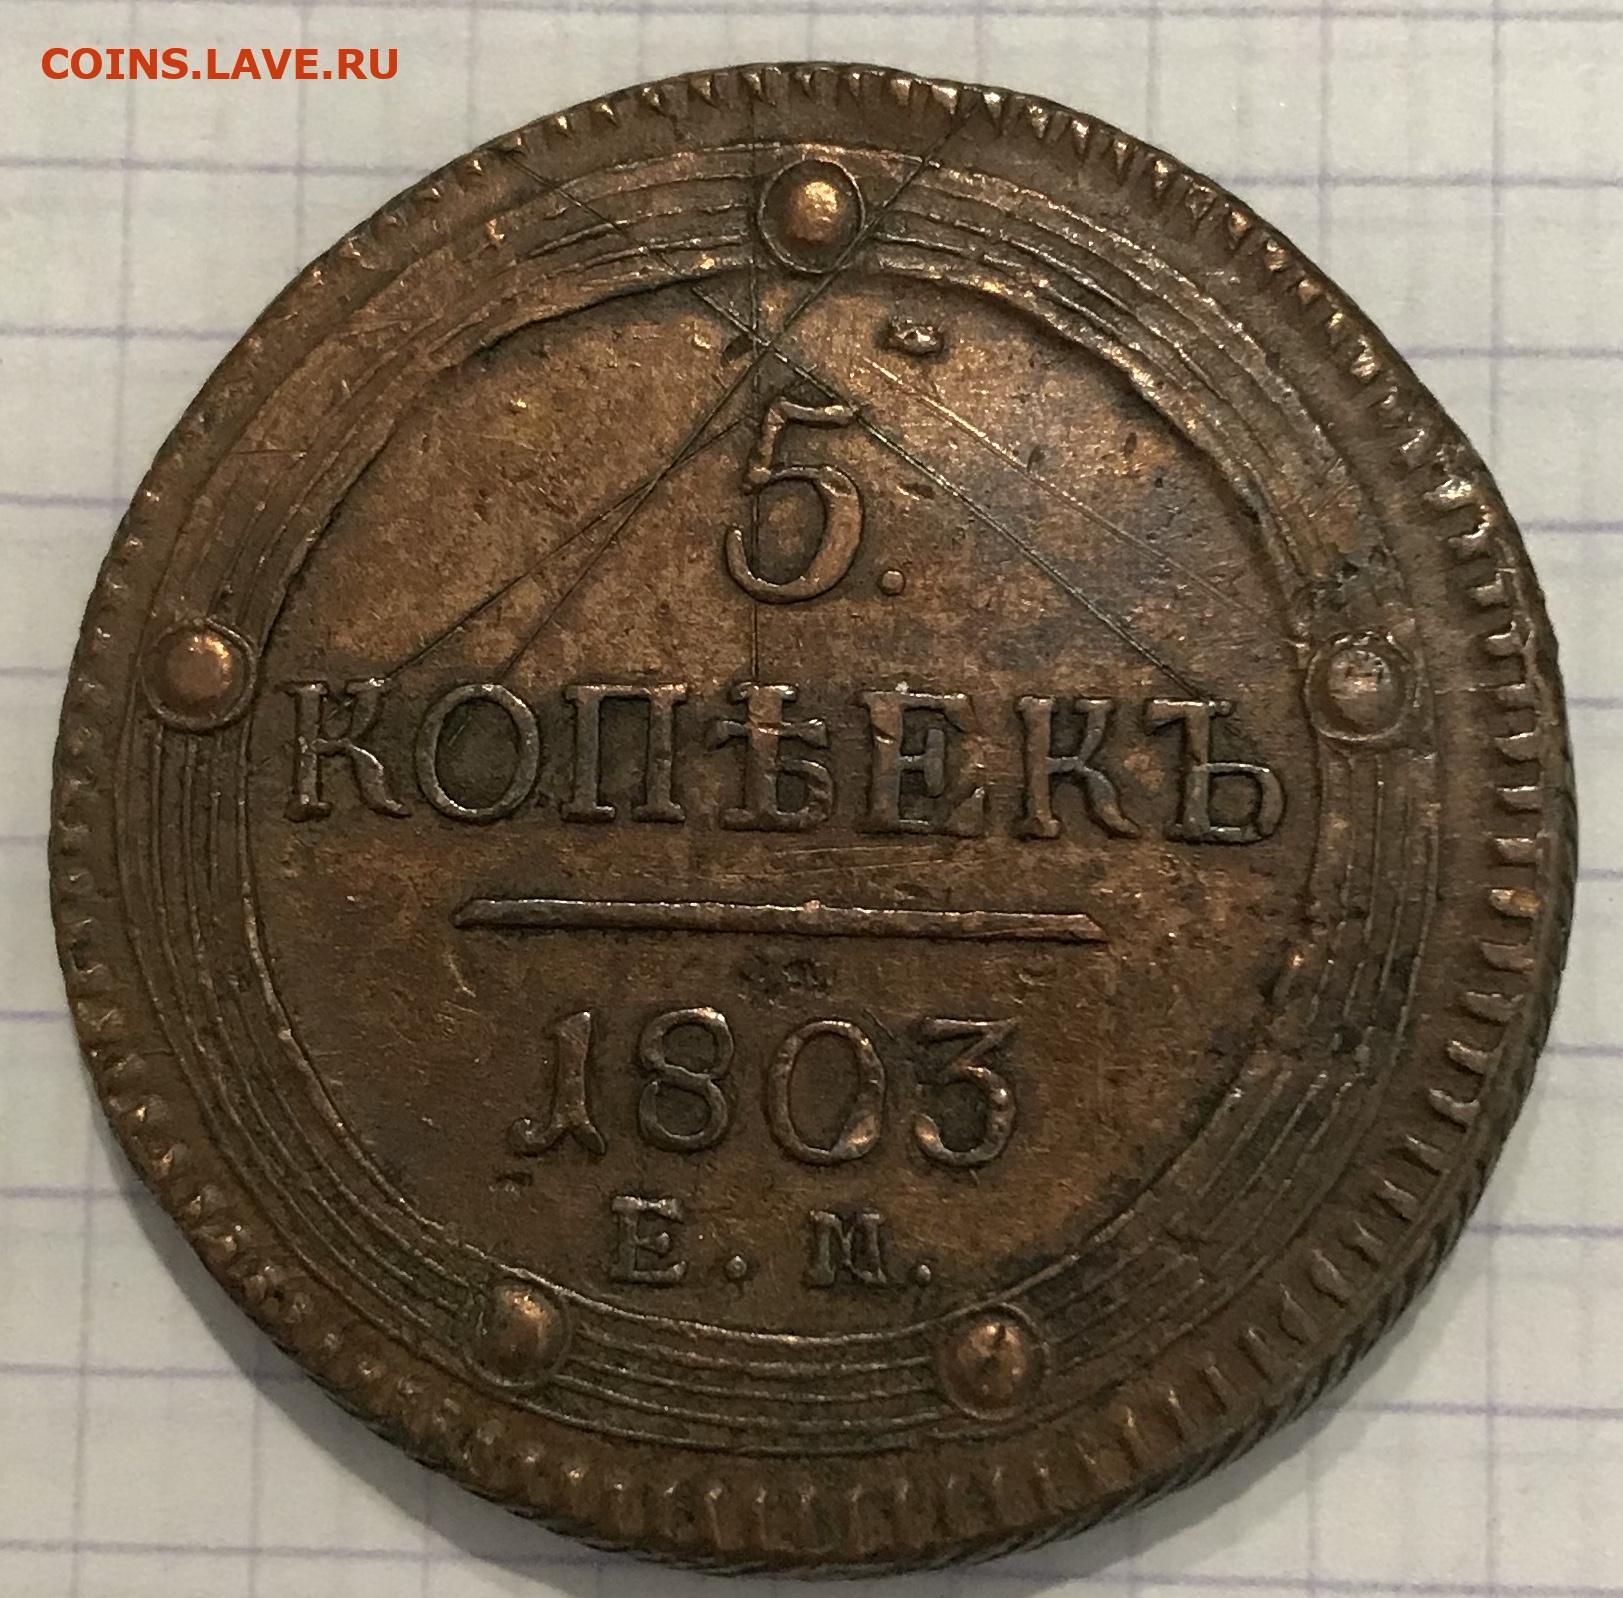 COINS.LAVE.RU
5.
КОПѢЕКЪ
1803
Е. М.